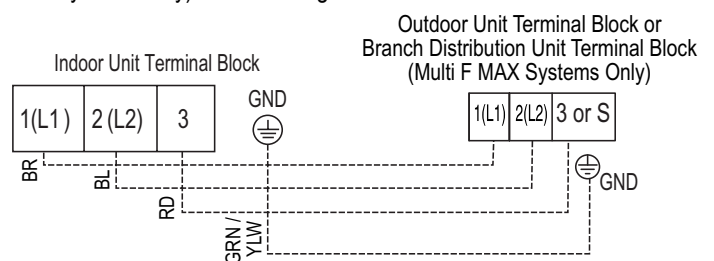 Outdoor Unit Terminal Block or
Branch Distribution Unit Terminal Block
(Multi F MAX Systems Only)
Indoor Unit Terminal Block
1(L1) 2 (L2) 3
GND
1(L1) 2(L2) 3 or S
GND
BR
BL
RD
GRN /
YLW